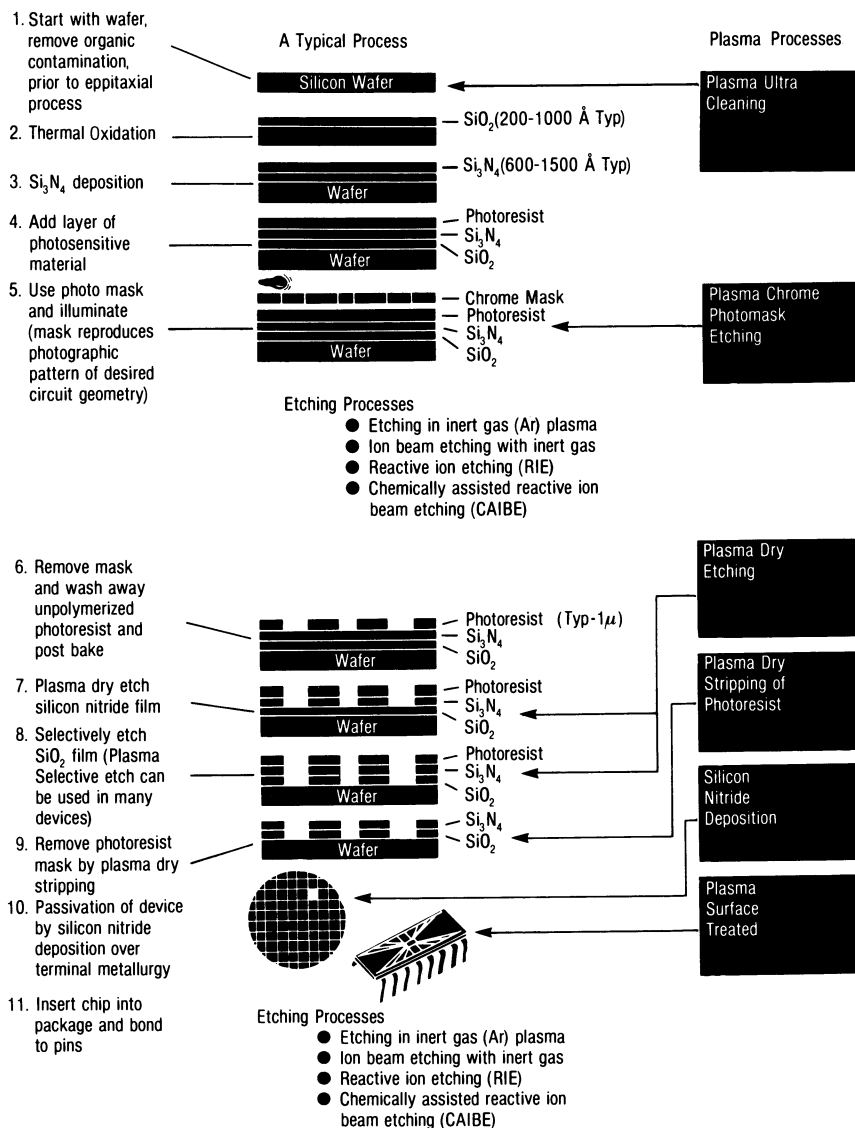 1. Start with wafer,
remove organic
contamination,
prior to eppitaxial
process
2. Thermal Oxidation
3. Si₃N₄ deposition
4. Add layer of
photosensitive
material
5. Use photo mask
and illuminate
(mask reproduces
photographic
pattern of desired
circuit geometry)
A Typical Process
Silicon Wafer
SiO₂(200-1000 Å Typ)
Si₃N₄(600-1500 Å Typ)
Wafer
Photoresist
Si₃N₄
SiO₂
Wafer
Chrome Mask
Photoresist
Si₃N₄
SiO₂
Wafer
Plasma Processes
Plasma Ultra
Cleaning
Plasma Chrome
Photomask
Etching
Etching Processes
● Etching in inert gas (Ar) plasma
● Ion beam etching with inert gas
● Reactive ion etching (RIE)
● Chemically assisted reactive ion
beam etching (CAIBE)
6. Remove mask
and wash away
unpolymerized
photoresist and
post bake
7. Plasma dry etch
silicon nitride film
8. Selectively etch
SiO₂ film (Plasma
Selective etch can
be used in many
devices)
9. Remove photoresist
mask by plasma dry
stripping
10. Passivation of device
by silicon nitride
deposition over
terminal metallurgy
11. Insert chip into
package and bond
to pins
Photoresist (Typ-1μ)
Si₃N₄
SiO₂
Wafer
Photoresist
Si₃N₄
SiO₂
Wafer
Photoresist
Si₃N₄
SiO₂
Wafer
Si₃N₄
SiO₂
Wafer
Plasma Dry
Etching
Plasma Dry
Stripping of
Photoresist
Silicon
Nitride
Deposition
Plasma
Surface
Treated
Etching Processes
● Etching in inert gas (Ar) plasma
● Ion beam etching with inert gas
● Reactive ion etching (RIE)
● Chemically assisted reactive ion
beam etching (CAIBE)